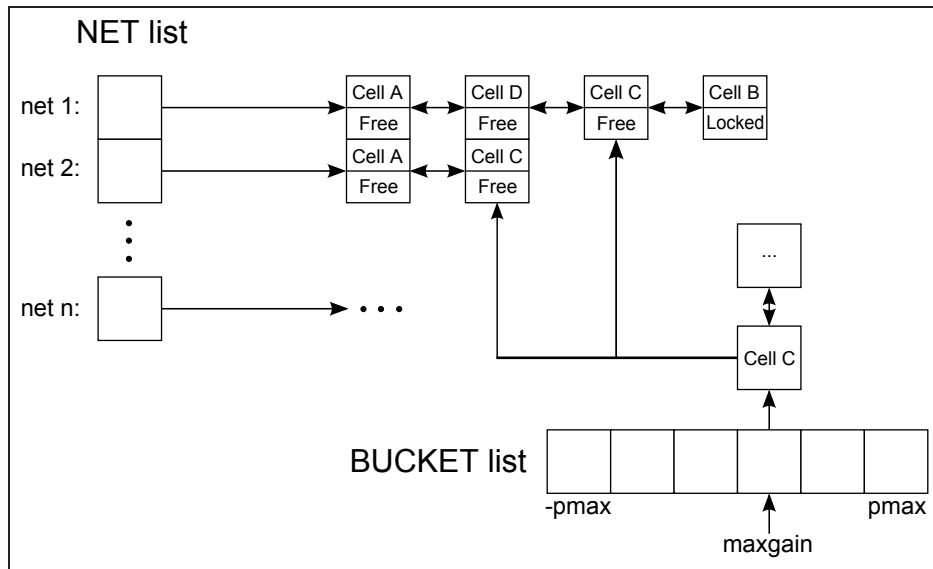 NET list
net 1:
Cell A
Free
Cell D
Free
Cell C
Free
Cell B
Locked
net 2:
Cell A
Free
Cell C
Free
...
net n:
Cell C
BUCKET list
-pmax
pmax
maxgain